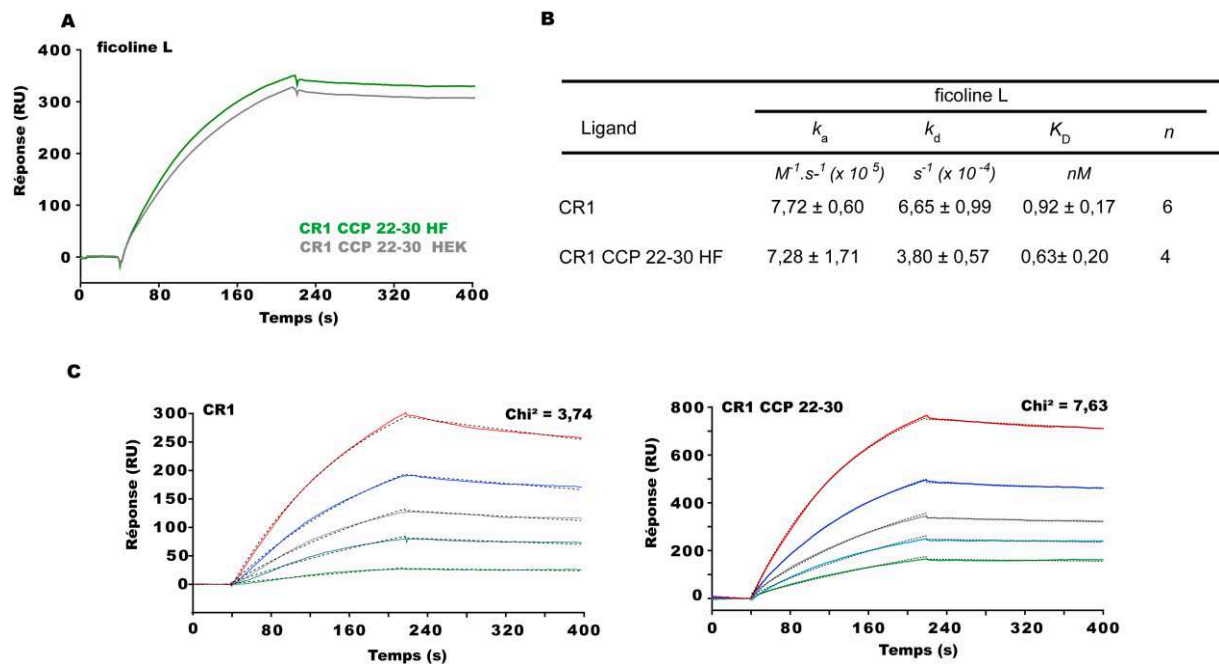 A
ficoline L
Réponse (RU)
400
300
200
100
0
0 80 160 240 320 400
Temps (s)
CR1 CCP 22-30 HF
CR1 CCP 22-30 HEK
B
ficoline L
Ligand ka kd KD n
M-1.s-1 (x 10 5) s-1 (x 10 -4) nM
CR1 7,72 ± 0,60 6,65 ± 0,99 0,92 ± 0,17 6
CR1 CCP 22-30 HF 7,28 ± 1,71 3,80 ± 0,57 0,63± 0,20 4
C
CR1
Chi² = 3,74
Réponse (RU)
300
250
200
150
100
50
0
0 80 160 240 320 400
Temps (s)
CR1 CCP 22-30
Chi² = 7,63
Réponse (RU)
800
600
400
200
0
0 80 160 240 320 400
Temps (s)